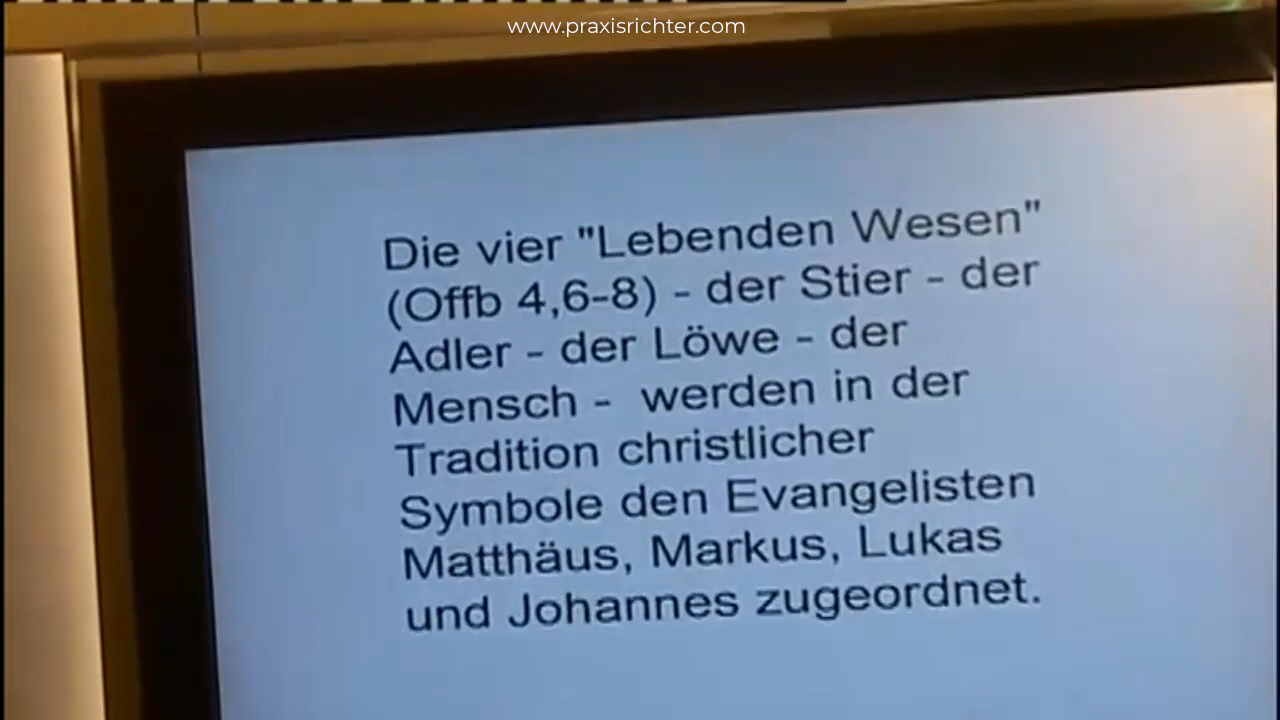 www.praxisrichter.com
Die vier "Lebenden Wesen"
(Offb 4,6-8) - der Stier - der
Adler - der Löwe - der
Mensch - werden in der
Tradition christlicher
Symbole den Evangelisten
Matthäus, Markus, Lukas
und Johannes zugeordnet.